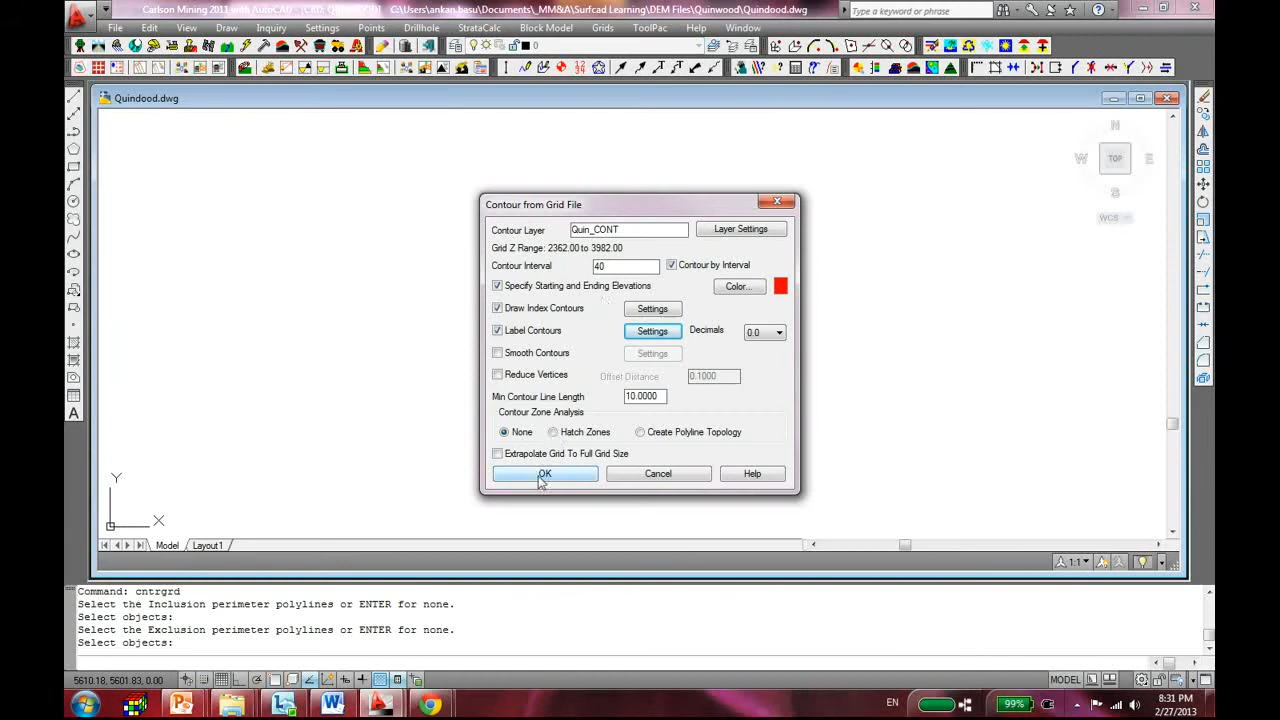 Carlson Mining 2011 with AutoCAD
C:\Users\ankan.basu\Documents\_MM&A\Surfcad Learning\DEM Files\Quinwood\Quindood.dwg
Type a keyword or phrase
File Edit View Draw Inquiry Settings Points Drillhole StrataCalc Block Model Grids ToolPac Help Window
0
Quindood.dwg
N
W TOP E
S
WCS
Contour from Grid File
Contour Layer Quin_CONT Layer Settings
Grid Z Range: 2362.00 to 3982.00
Contour Interval 40 Contour by Interval
Specify Starting and Ending Elevations Color...
Draw Index Contours Settings
Label Contours Settings Decimals 0.0
Smooth Contours Settings
Reduce Vertices Offset Distance 0.1000
Min Contour Line Length 10.0000
Contour Zone Analysis
None Hatch Zones Create Polyline Topology
Extrapolate Grid To Full Grid Size
OK Cancel Help
Y
X
Model Layout1
1:1
Command: cntrgrd
Select the Inclusion perimeter polylines or ENTER for none.
Select objects:
Select the Exclusion perimeter polylines or ENTER for none.
Select objects:
5610.18, 5601.83, 0.00 MODEL
EN 99% 8:31 PM
2/27/2013